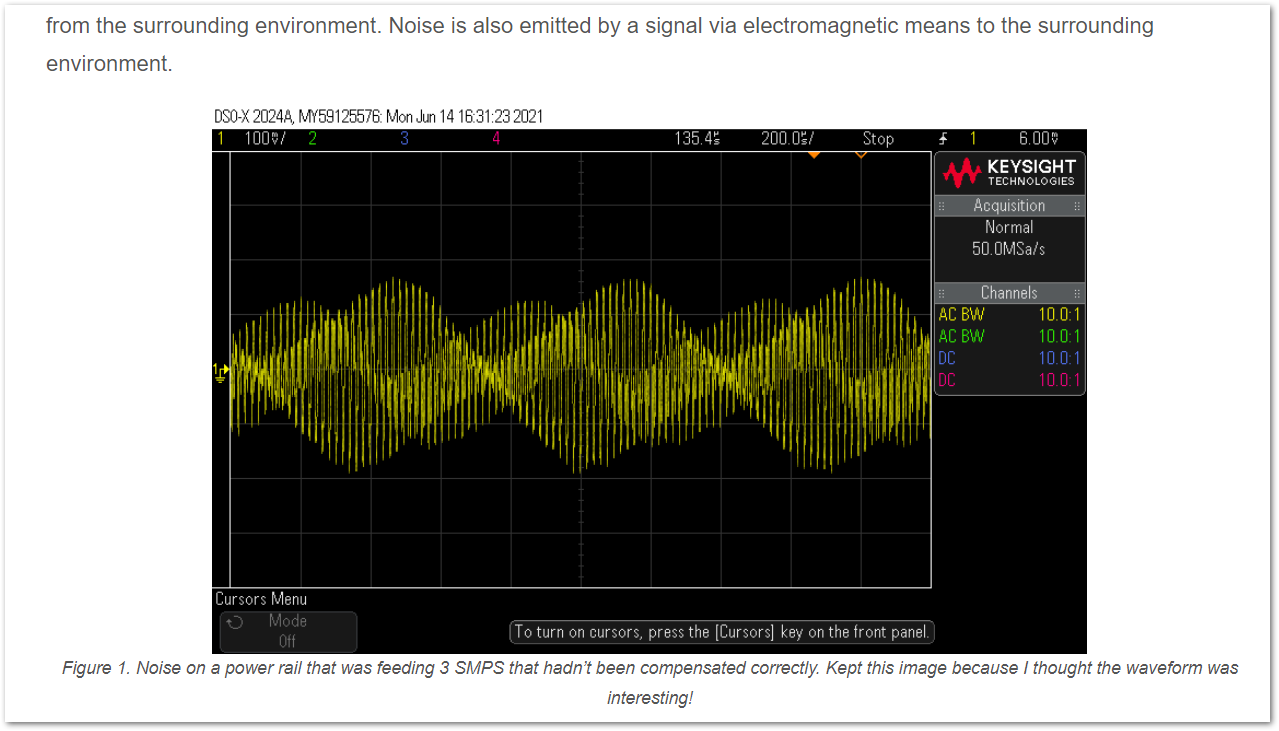 from the surrounding environment. Noise is also emitted by a signal via electromagnetic means to the surrounding
environment.
DSO-X 2024A, MY59125576: Mon Jun 14 16:31:23 2021
1 100mV/ 2 3 4 135.4us 200.0us/ Stop 1 6.00mV
KEYSIGHT
TECHNOLOGIES
Acquisition
Normal
50.0MSa/s
Channels
AC BW 10.0:1
AC BW 10.0:1
DC 10.0:1
DC 10.0:1
1
Cursors Menu
Mode
Off
To turn on cursors, press the [Cursors] key on the front panel.
Figure 1. Noise on a power rail that was feeding 3 SMPS that hadn’t been compensated correctly. Kept this image because I thought the waveform was
interesting!